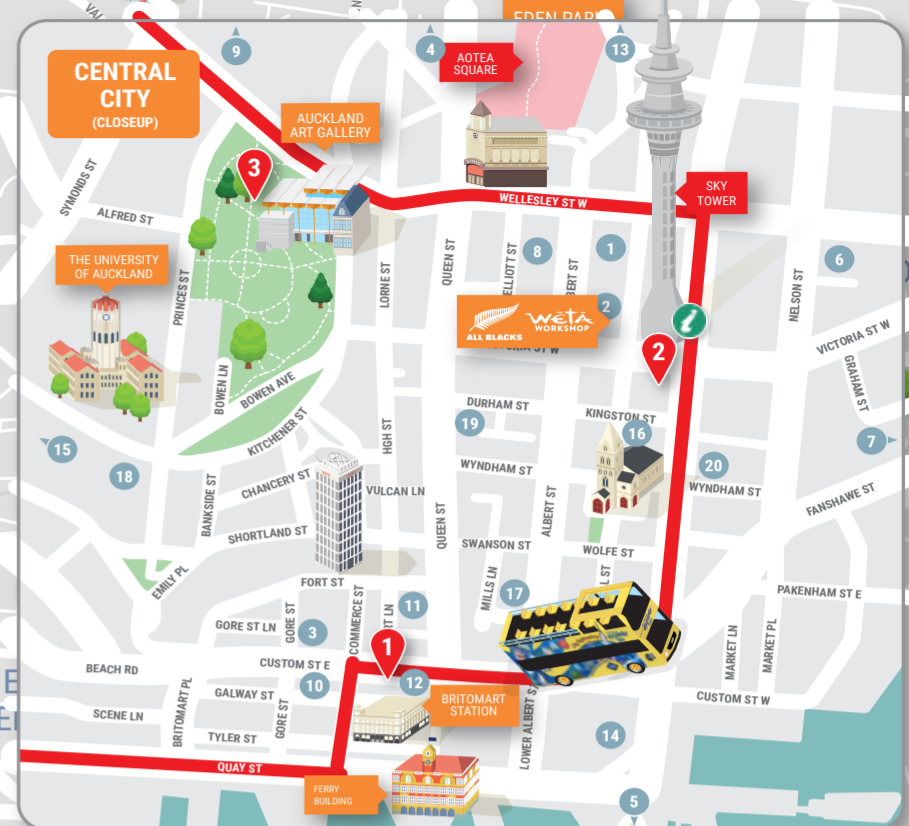 EDEN PARK
CENTRAL
CITY
(CLOSEUP)
9
4
AOTEA
SQUARE
13
AUCKLAND
ART GALLERY
3
SYMONDS ST
ALFRED ST
WELLESLEY ST W
SKY
TOWER
THE UNIVERSITY
OF AUCKLAND
PRINCES ST
LORNE ST
QUEEN ST
ELLIOTT ST
8
1
6
NELSON ST
2
ALL BLACKS
WĒTĀ
WORKSHOP
i
VICTORIA ST W
GRAHAM ST
2
BOWEN LN
BOWEN AVE
KITCHENER ST
HGH ST
DURHAM ST
19
KINGSTON ST
16
7
15
18
BANKSIDE ST
CHANCERY ST
VULCAN LN
WYNDHAM ST
20
WYNDHAM ST
FANSHAWE ST
SHORTLAND ST
QUEEN ST
SWANSON ST
ALBERT ST
WOLFE ST
EMILY PL
FORT ST
MILLS LN
17
PAKENHAM ST E
GORE ST LN
GORE ST
3
COMMERCE ST
11
MARKET LN
MARKET PL
1
BEACH RD
CUSTOM ST E
10
12
BRITOMART
STATION
CUSTOM ST W
GALWAY ST
SCENE LN
BRITOMART PL
GORE ST
TYLER ST
14
QUAY ST
FERRY
BUILDING
5